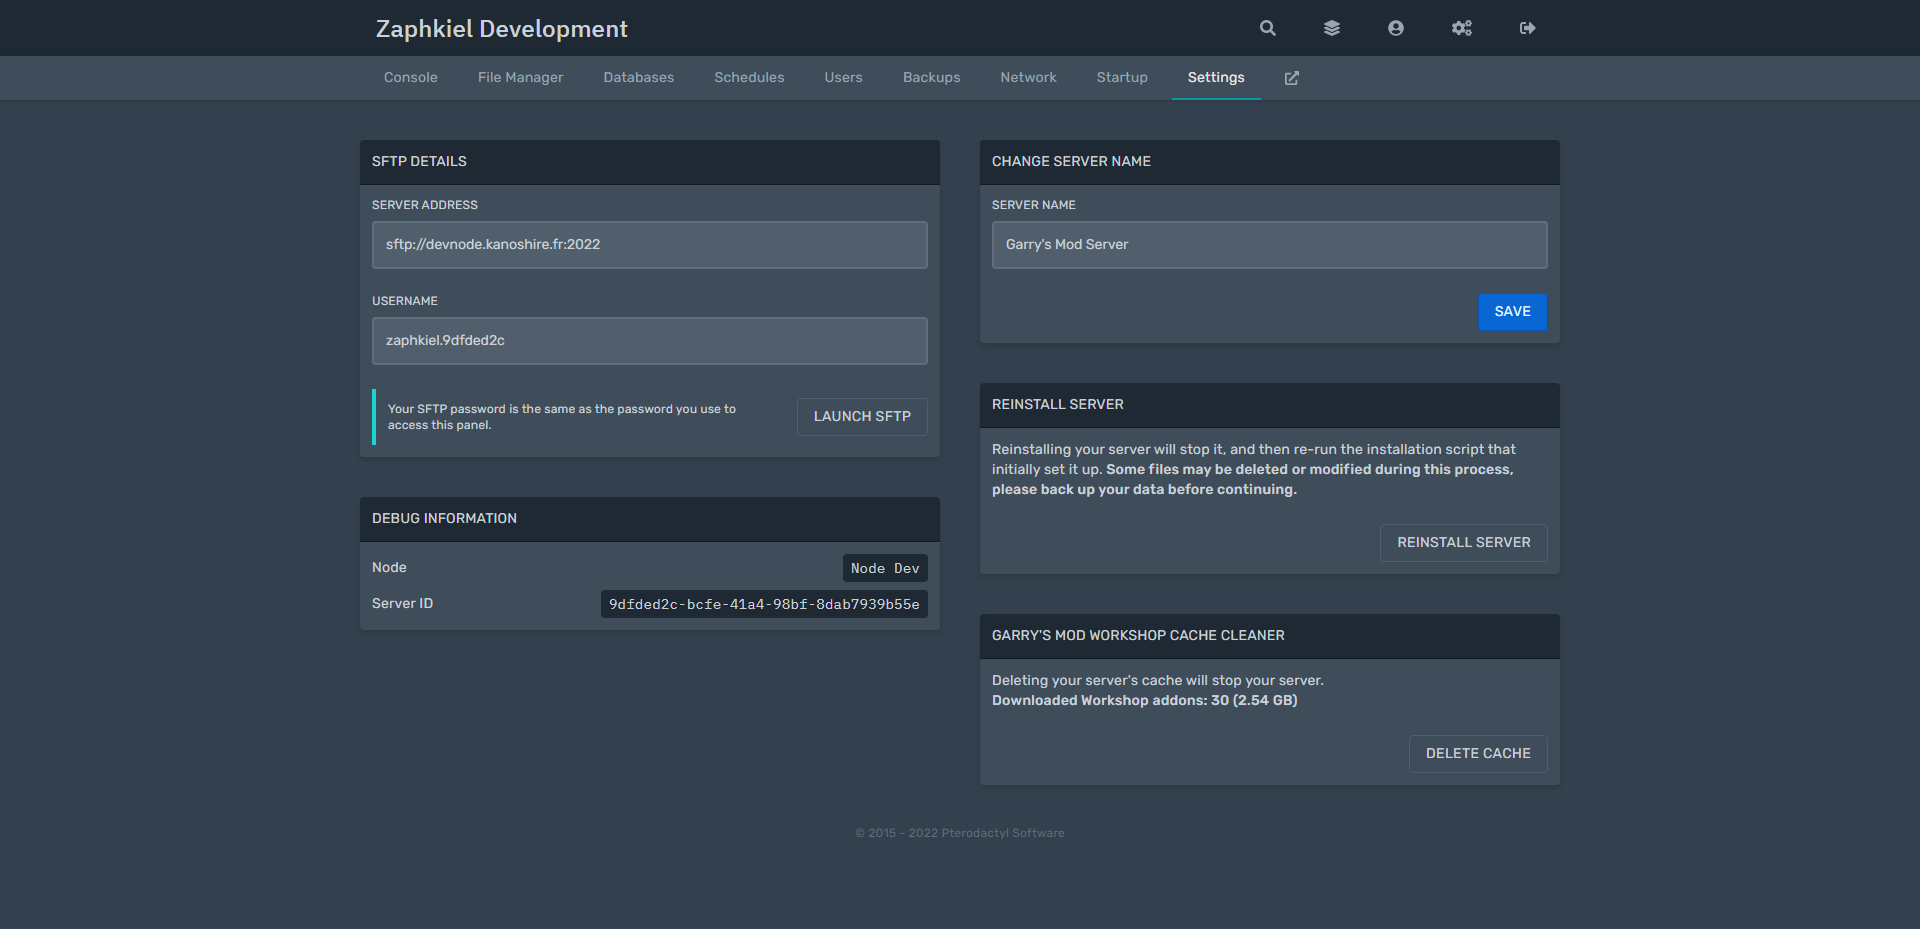 Zaphkiel Development
Console File Manager Databases Schedules Users Backups Network Startup Settings
SFTP DETAILS
SERVER ADDRESS
sftp://devnode.kanoshire.fr:2022
USERNAME
zaphkiel.9dfded2c
Your SFTP password is the same as the password you use to
access this panel.
LAUNCH SFTP
DEBUG INFORMATION
Node Node Dev
Server ID 9dfded2c-bcfe-41a4-98bf-8dab7939b55e
CHANGE SERVER NAME
SERVER NAME
Garry's Mod Server
SAVE
REINSTALL SERVER
Reinstalling your server will stop it, and then re-run the installation script that
initially set it up. Some files may be deleted or modified during this process,
please back up your data before continuing.
REINSTALL SERVER
GARRY'S MOD WORKSHOP CACHE CLEANER
Deleting your server's cache will stop your server.
Downloaded Workshop addons: 30 (2.54 GB)
DELETE CACHE
© 2015 - 2022 Pterodactyl Software